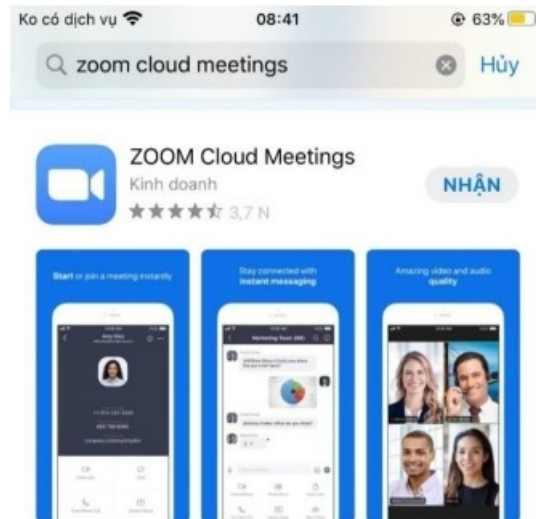 Ko có dịch vụ 08:41 63%
zoom cloud meetings Hủy
ZOOM Cloud Meetings
Kinh doanh
NHẬN
3,7 N
Start or join a meeting instantly
Stay connected with
instant messaging
Amazing video and audio
quality